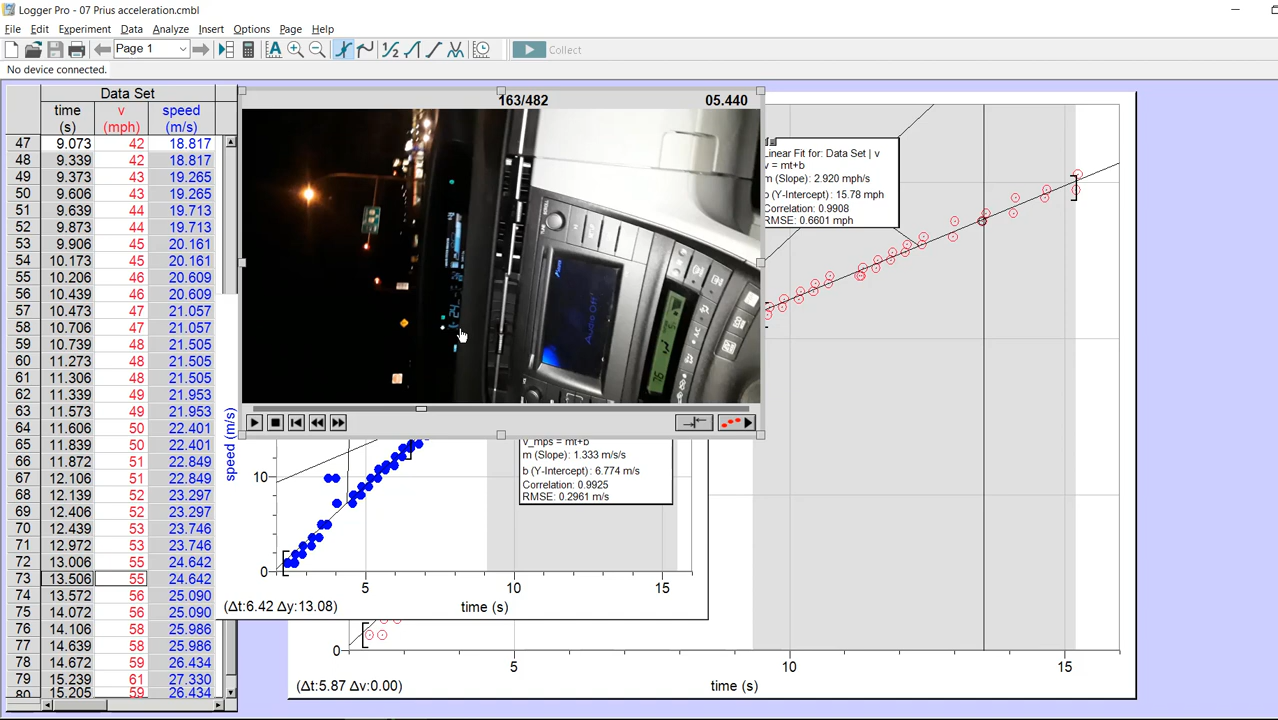 Logger Pro - 07 Prius acceleration.cmbl
File Edit Experiment Data Analyze Insert Options Page Help
Page 1
Collect
No device connected.
Data Set
time v speed
(s) (mph) (m/s)
47 9.073 42 18.817
48 9.339 42 18.817
49 9.373 43 19.265
50 9.606 43 19.265
51 9.639 44 19.713
52 9.873 44 19.713
53 9.906 45 20.161
54 10.173 45 20.161
55 10.206 46 20.609
56 10.439 46 20.609
57 10.473 47 21.057
58 10.706 47 21.057
59 10.739 48 21.505
60 11.273 48 21.505
61 11.306 48 21.505
62 11.339 49 21.953
63 11.573 49 21.953
64 11.606 50 22.401
65 11.839 50 22.401
66 11.872 51 22.849
67 12.106 51 22.849
68 12.139 52 23.297
69 12.406 52 23.297
70 12.439 53 23.746
71 12.972 53 23.746
72 13.006 55 24.642
73 13.506 55 24.642
74 13.572 56 25.090
75 14.072 56 25.090
76 14.106 58 25.986
77 14.639 58 25.986
78 14.672 59 26.434
79 15.239 61 27.330
80 15.205 59 26.434
163/482 05.440
Audio Off
Linear Fit for: Data Set | v
v = mt+b
m (Slope): 2.920 mph/s
b (Y-Intercept): 15.78 mph
Correlation: 0.9908
RMSE: 0.6601 mph
speed (m/s)
10
0
v_mps = mt+b
m (Slope): 1.333 m/s/s
b (Y-Intercept): 6.774 m/s
Correlation: 0.9925
RMSE: 0.2961 m/s
5 10 15
(Δt:6.42 Δy:13.08) time (s)
0
5 10 15
(Δt:5.87 Δv:0.00) time (s)